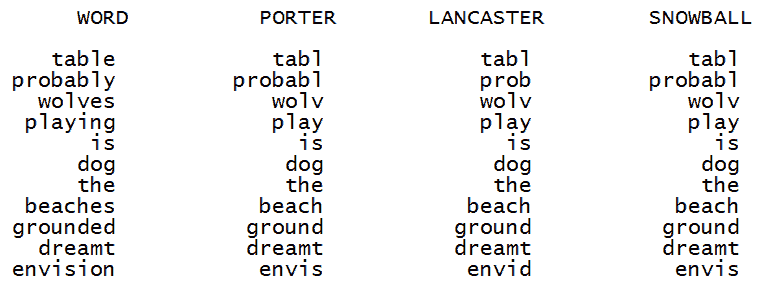 WORD PORTER LANCASTER SNOWBALL
table tabl tabl tabl
probably probabl prob probabl
wolves wolv wolv wolv
playing play play play
is is is is
dog dog dog dog
the the the the
beaches beach beach beach
grounded ground ground ground
dreamt dreamt dreamt dreamt
envision envis envid envis